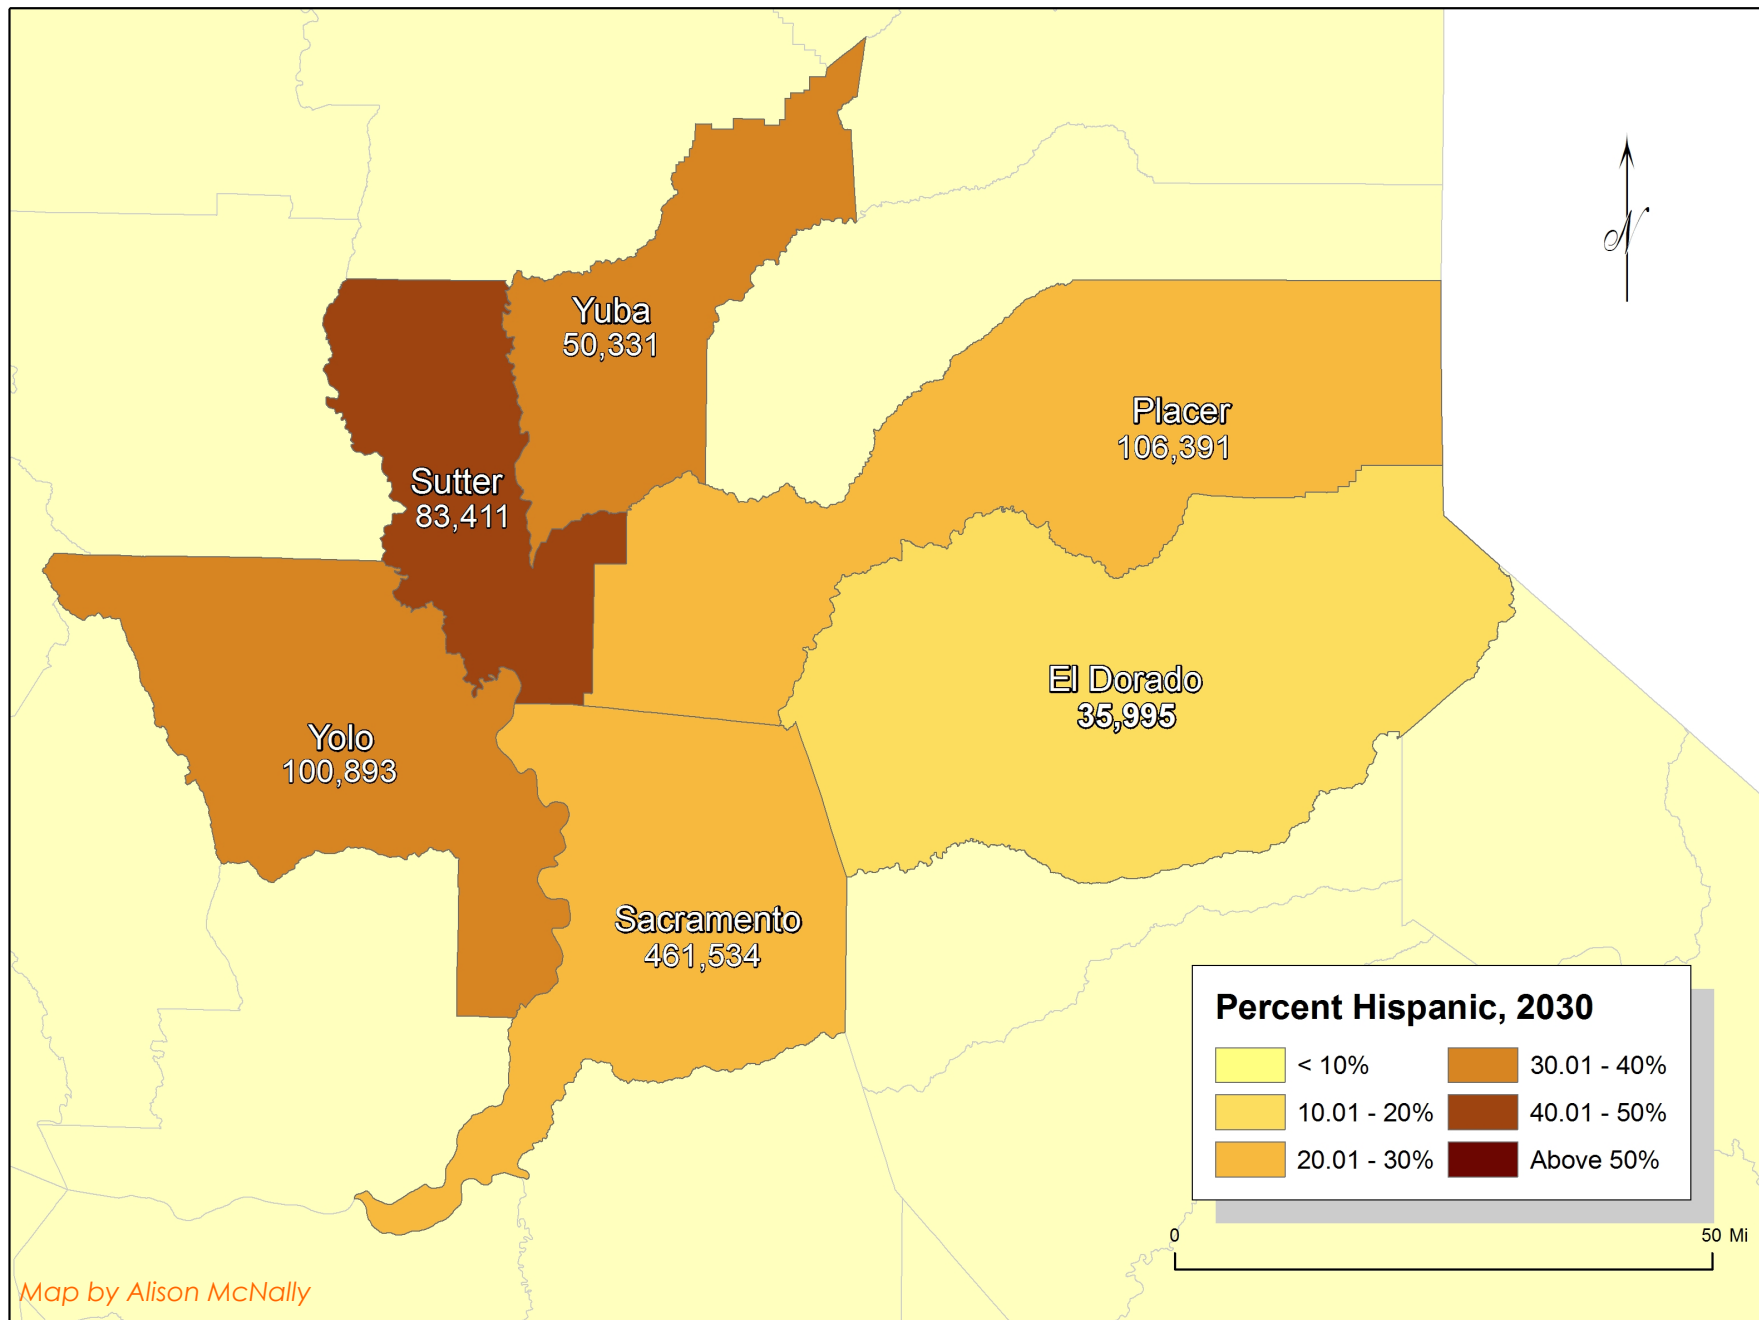 N
Yuba
50,331
Placer
106,391
Sutter
83,411
El Dorado
35,995
Yolo
100,893
Sacramento
461,534
Percent Hispanic, 2030
< 10%
10.01 - 20%
20.01 - 30%
30.01 - 40%
40.01 - 50%
Above 50%
0 50 Mi
Map by Alison McNally